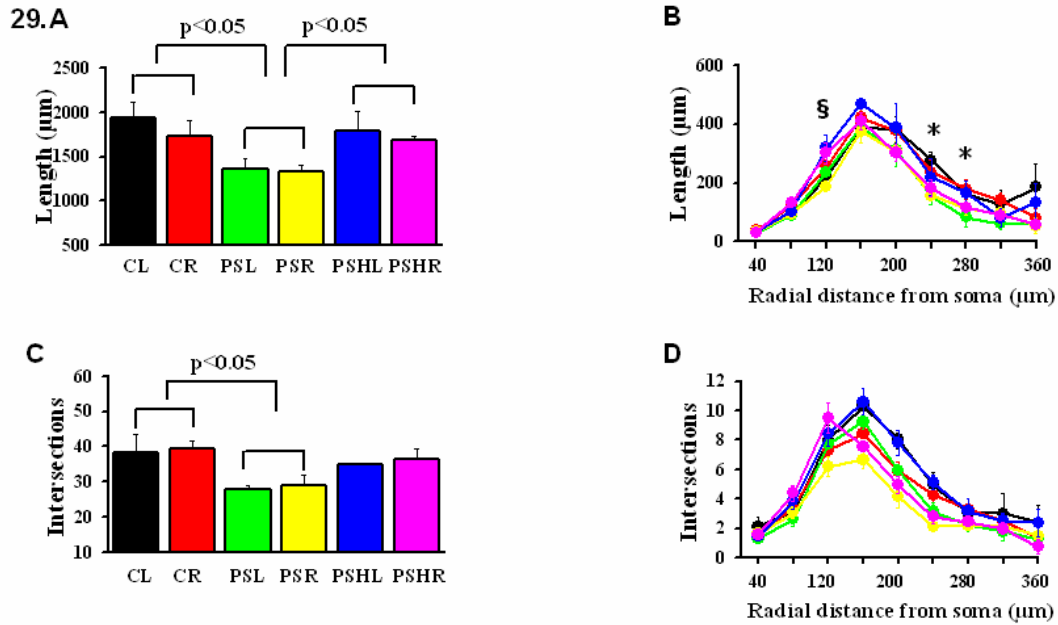 29.A
p<0.05
p<0.05
Length (µm)
2500
2000
1500
1000
500
CL CR PSL PSR PSHL PSHR
B
Length (µm)
600
400
200
0
§
*
*
40 120 200 280 360
Radial distance from soma (µm)
C
p<0.05
Intersections
60
50
40
30
20
10
CL CR PSL PSR PSHL PSHR
D
Intersections
12
10
8
6
4
2
0
40 120 200 280 360
Radial distance from soma (µm)